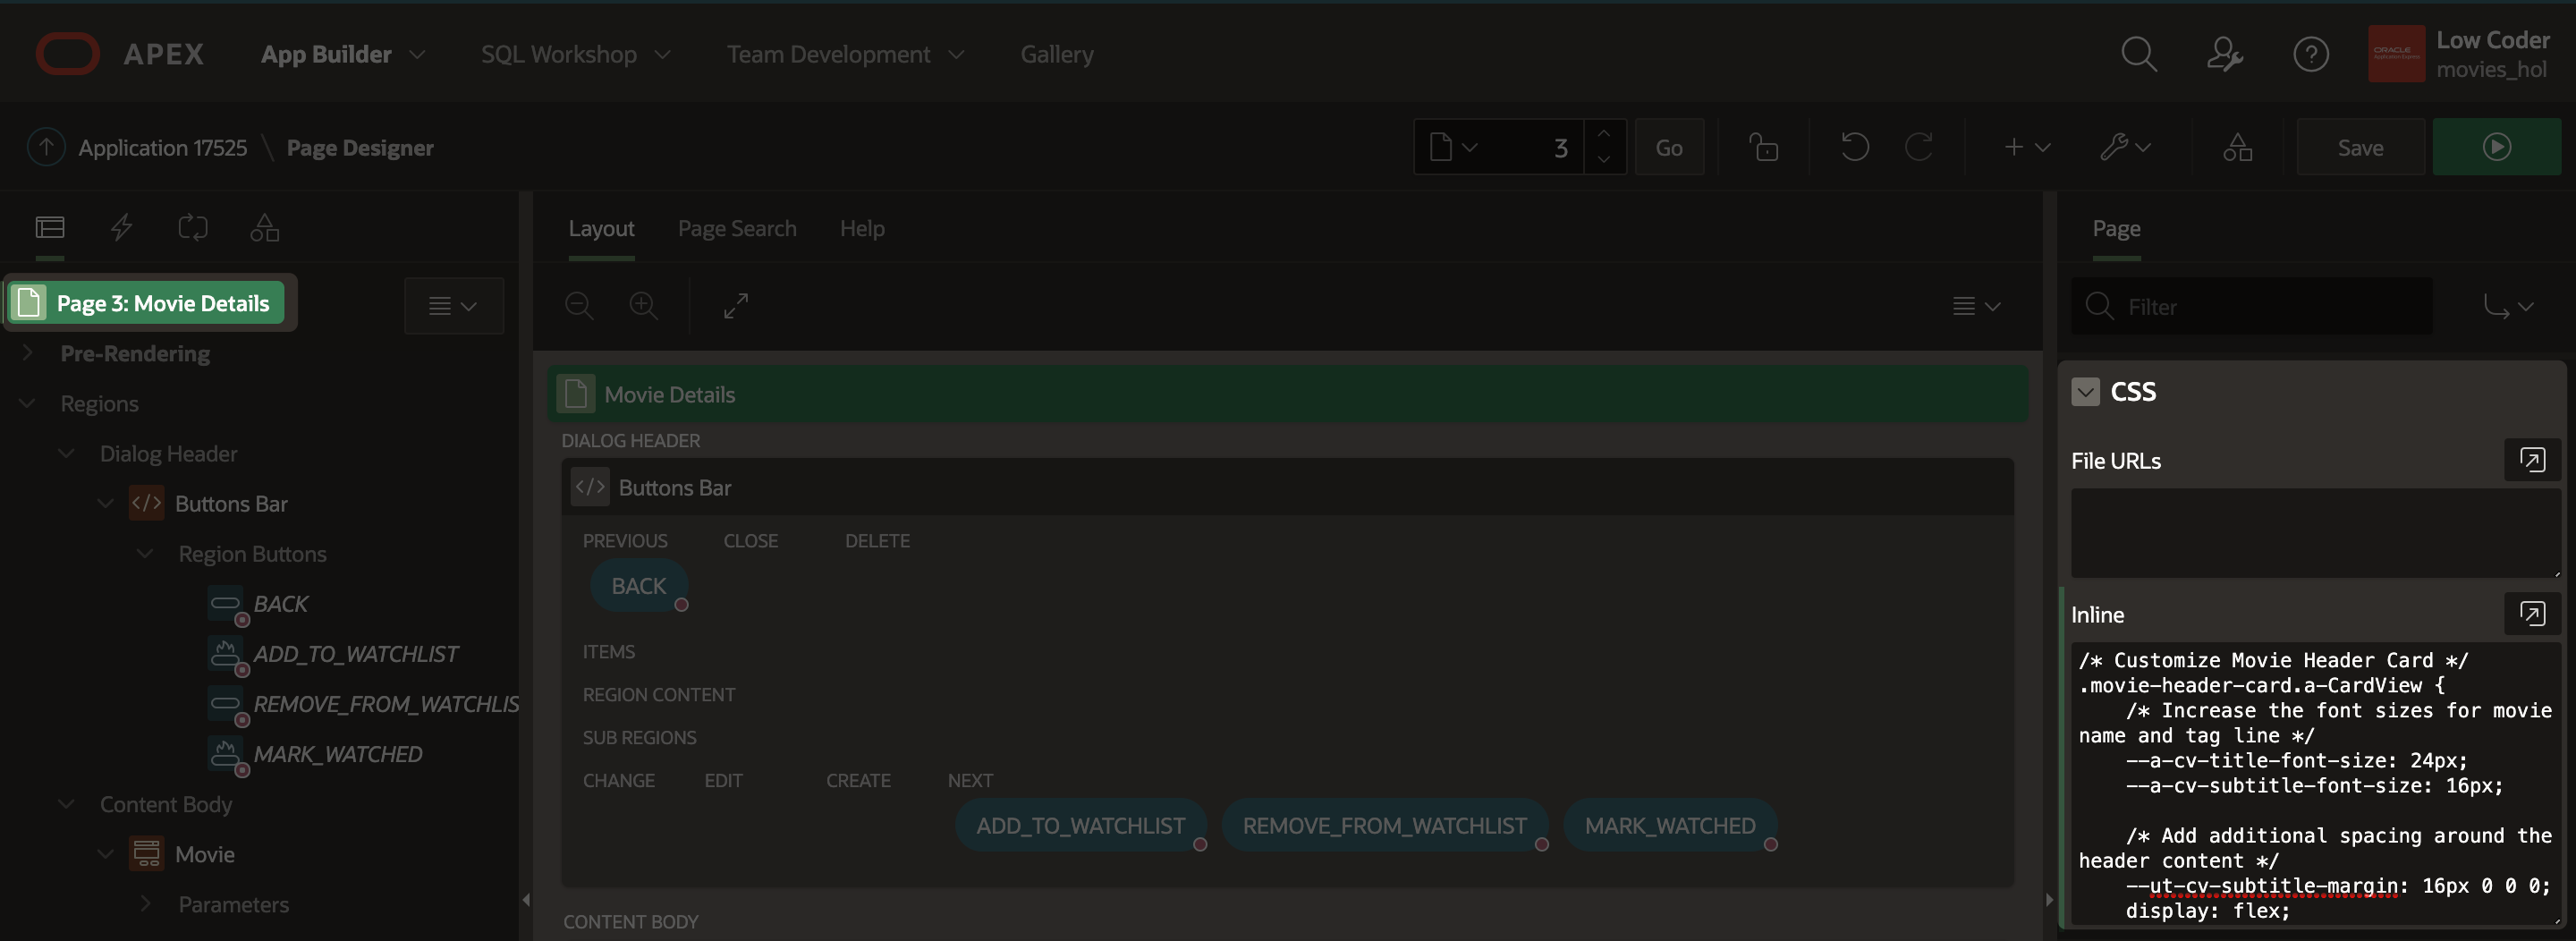 APEX
App Builder
SQL Workshop
Team Development
Gallery
ORACLE
Application Express
Low Coder
movies_hol
Application 17525 \ Page Designer
3
Go
Save
Layout
Page Search
Help
Page
Page 3: Movie Details
Filter
Pre-Rendering
Regions
Dialog Header
Buttons Bar
Region Buttons
BACK
ADD_TO_WATCHLIST
REMOVE_FROM_WATCHLIS
MARK_WATCHED
Content Body
Movie
Parameters
Movie Details
DIALOG HEADER
Buttons Bar
PREVIOUS CLOSE DELETE
BACK
ITEMS
REGION CONTENT
SUB REGIONS
CHANGE EDIT CREATE NEXT
ADD_TO_WATCHLIST REMOVE_FROM_WATCHLIST MARK_WATCHED
CONTENT BODY
CSS
File URLs
Inline
/* Customize Movie Header Card */
.movie-header-card.a-CardView {
/* Increase the font sizes for movie
name and tag line */
--a-cv-title-font-size: 24px;
--a-cv-subtitle-font-size: 16px;
/* Add additional spacing around the
header content */
--ut-cv-subtitle-margin: 16px 0 0 0;
display: flex;